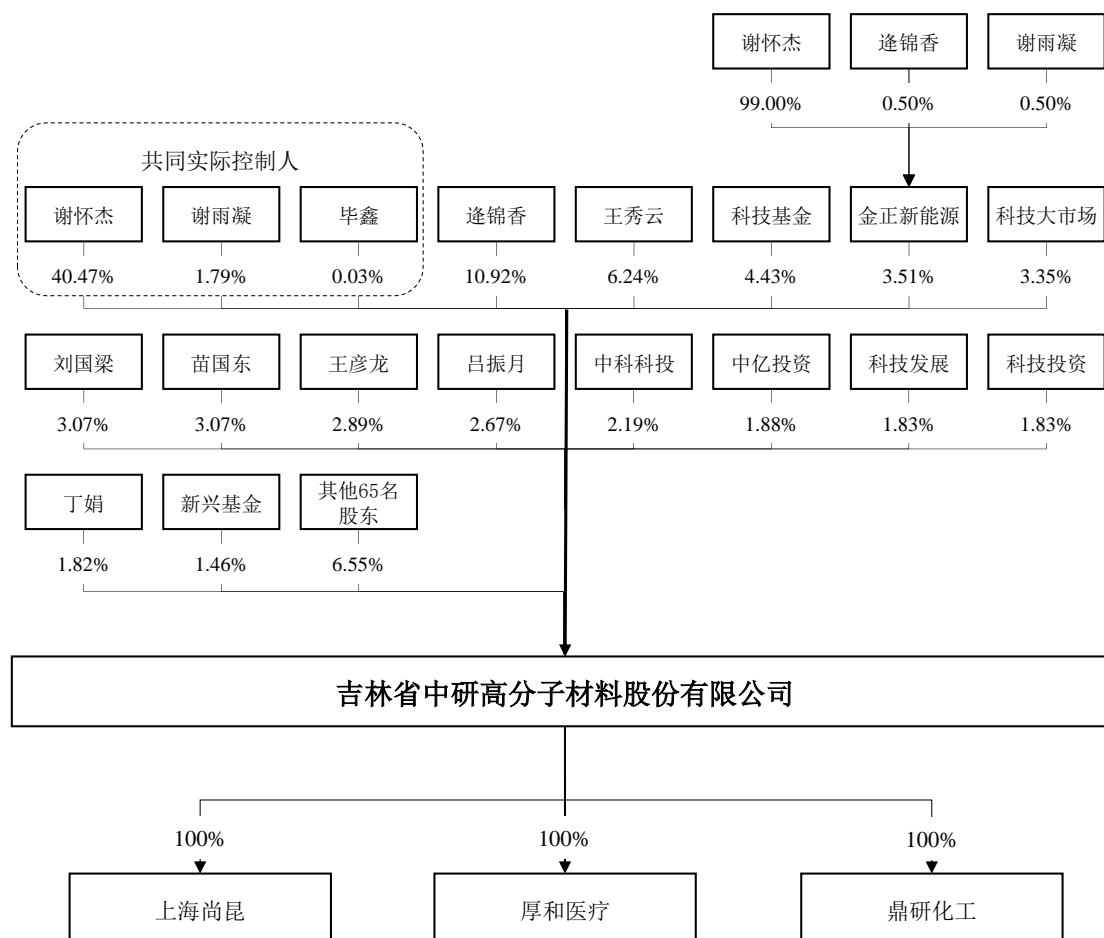 谢怀杰 逄锦香 谢雨凝
99.00% 0.50% 0.50%
共同实际控制人
谢怀杰 谢雨凝 毕鑫 逄锦香 王秀云 科技基金 金正新能源 科技大市场
40.47% 1.79% 0.03% 10.92% 6.24% 4.43% 3.51% 3.35%
刘国梁 苗国东 王彦龙 吕振月 中科科投 中亿投资 科技发展 科技投资
3.07% 3.07% 2.89% 2.67% 2.19% 1.88% 1.83% 1.83%
丁娟 新兴基金 其他65名
股东
1.82% 1.46% 6.55%
吉林省中研高分子材料股份有限公司
100% 100% 100%
上海尚昆 厚和医疗 鼎研化工